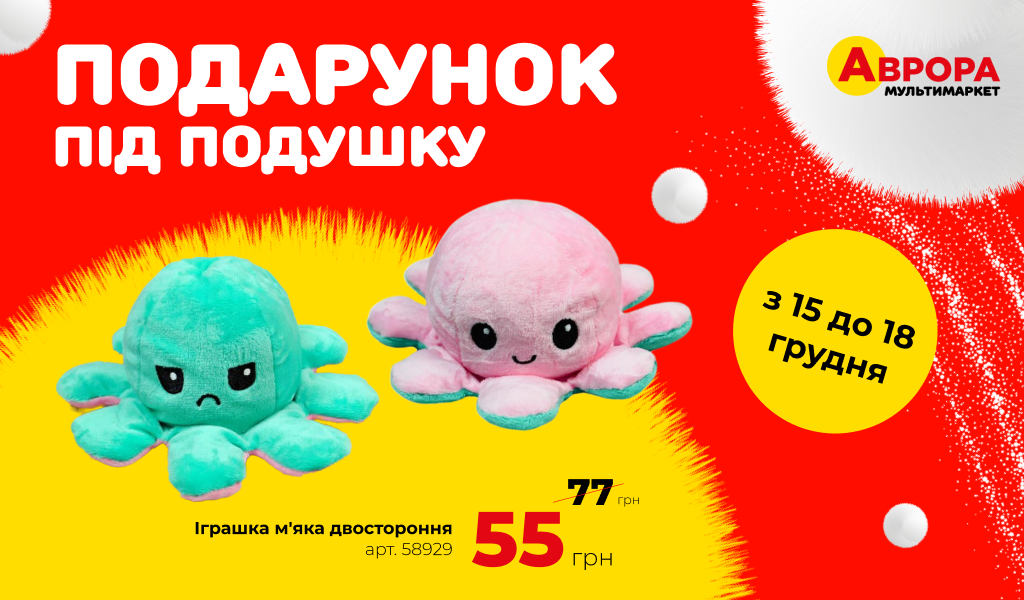 ПОДАРУНОК
ПІД ПОДУШКУ
АВРОРА
МУЛЬТИМАРКЕТ
з 15 до 18
грудня
77 грн
Іграшка м'яка двостороння
арт. 58929
55 грн